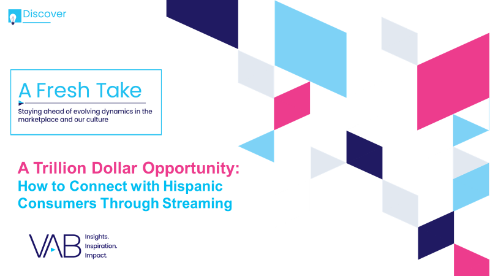 Discover
A Fresh Take
Staying ahead of evolving dynamics in the
marketplace and our culture
A Trillion Dollar Opportunity:
How to Connect with Hispanic
Consumers Through Streaming
VAB
Insights.
Inspiration.
Impact.